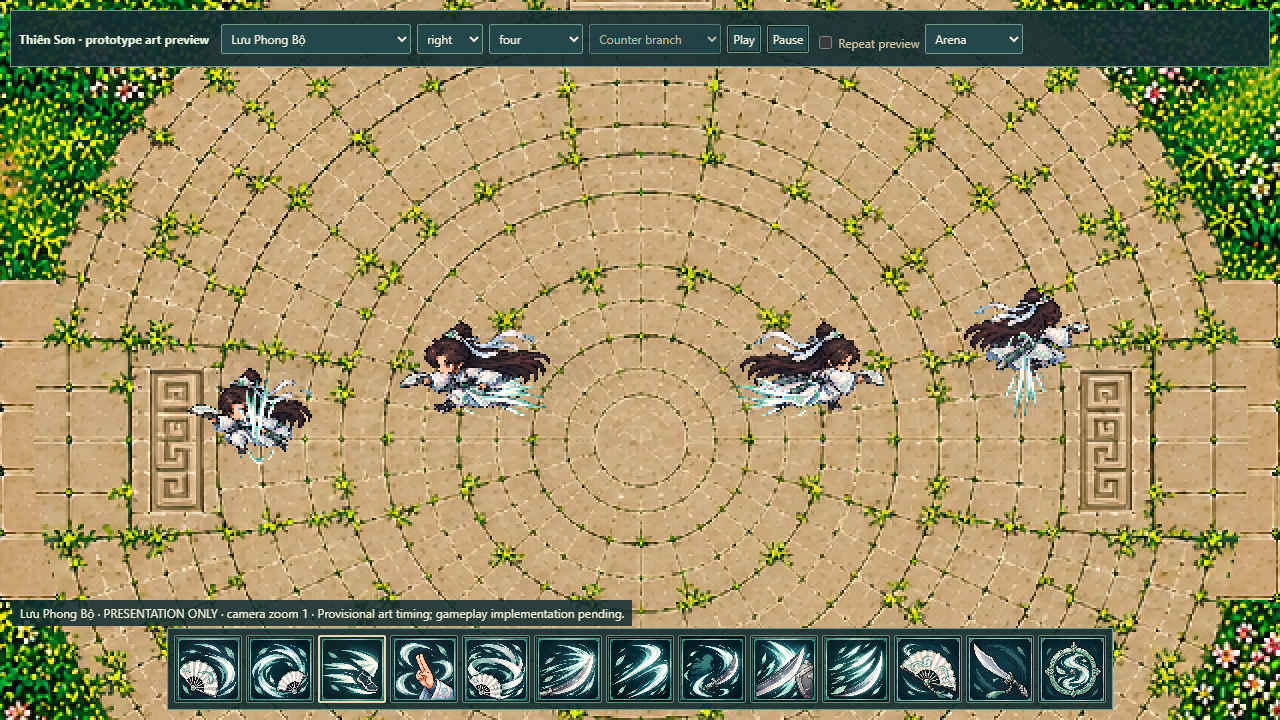 Thiên Sơn · prototype art preview Lưu Phong Bộ right four Counter branch Play Pause Repeat preview Arena
Lưu Phong Bộ · PRESENTATION ONLY · camera zoom 1 · Provisional art timing; gameplay implementation pending.